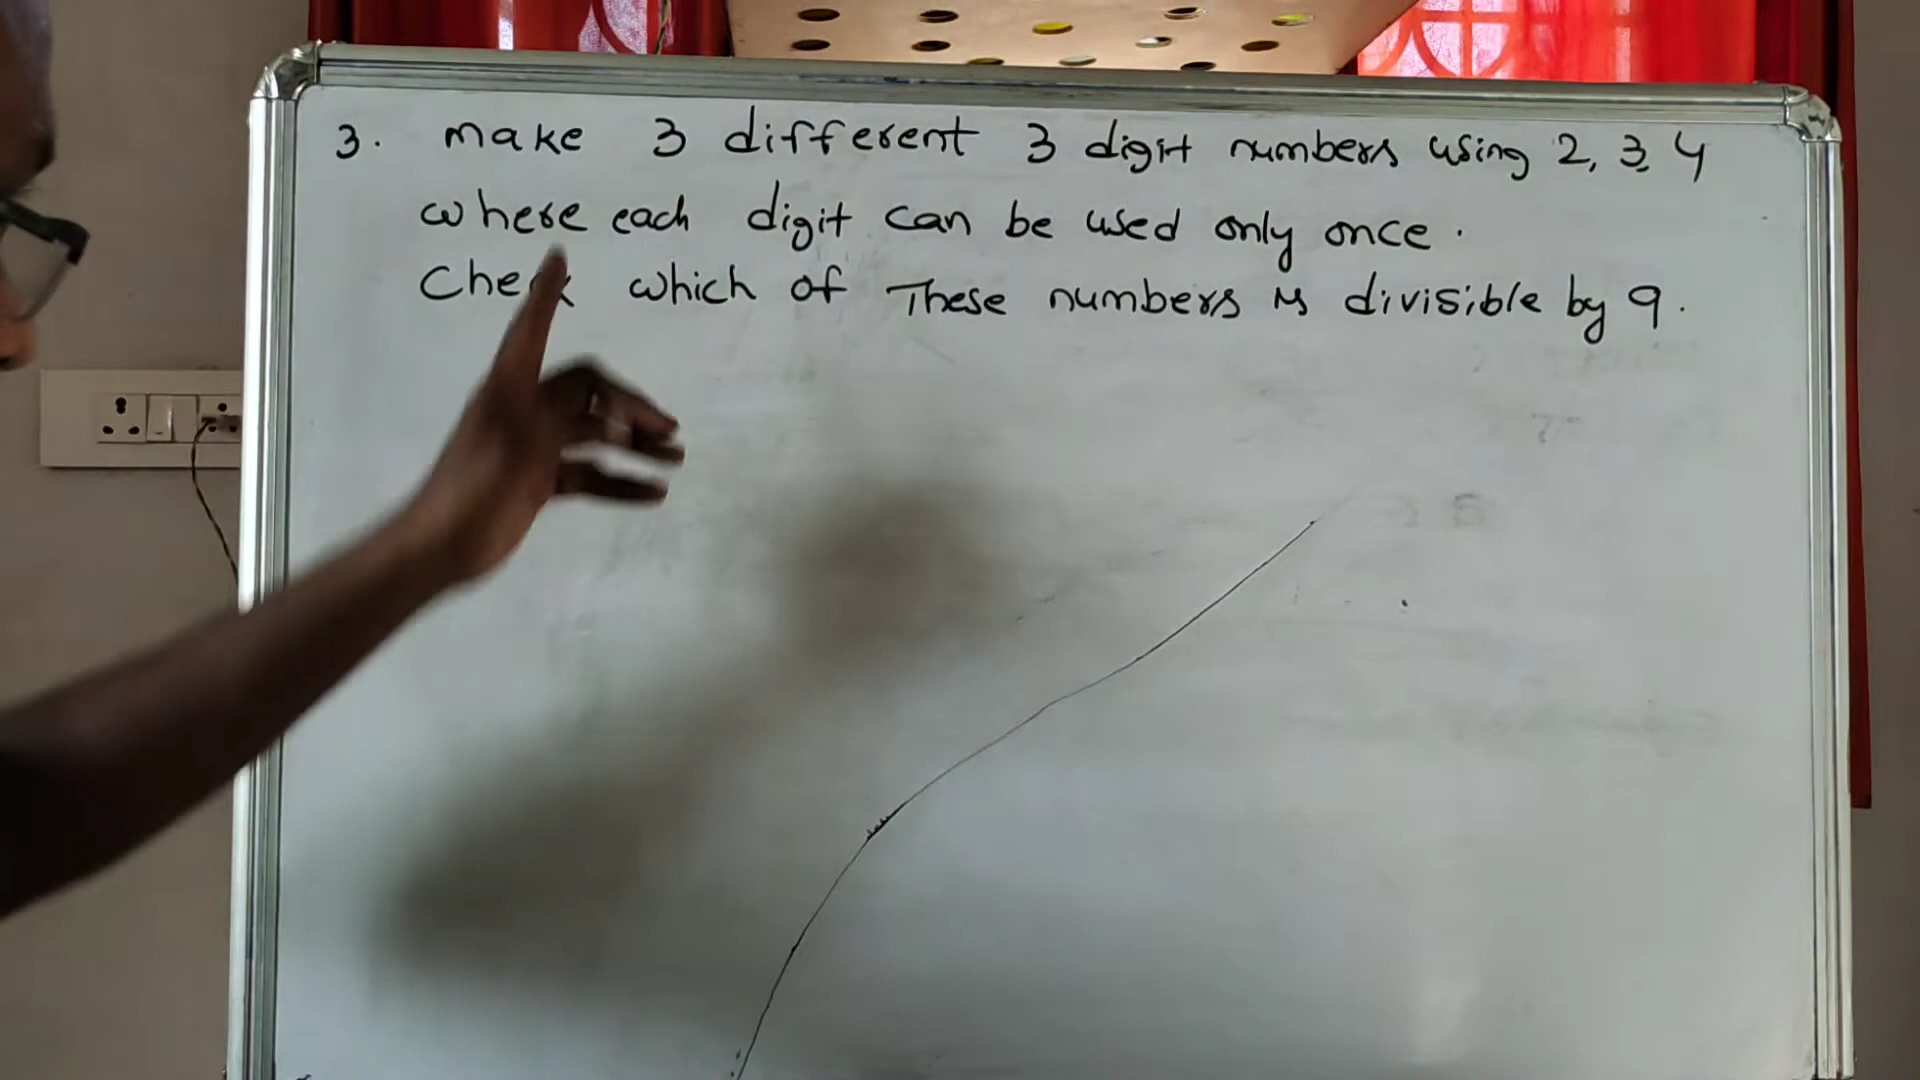 3. make 3 different 3 digit numbers using 2, 3, 4
where each digit can be used only once.
Check which of These numbers is divisible by 9.